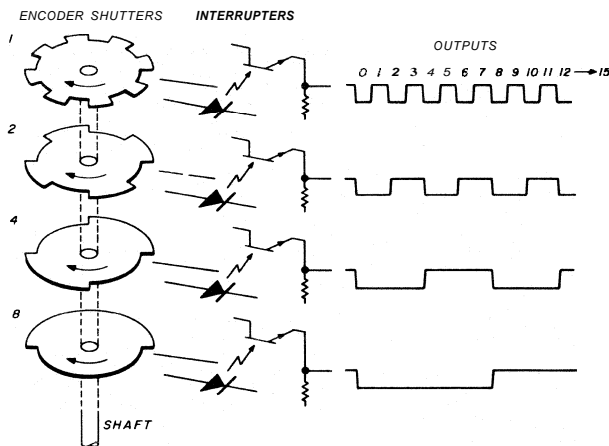 ENCODER SHUTTERS INTERRUPTERS
OUTPUTS
1
0 1 2 3 4 5 6 7 8 9 10 11 12 → 15
2
4
8
SHAFT